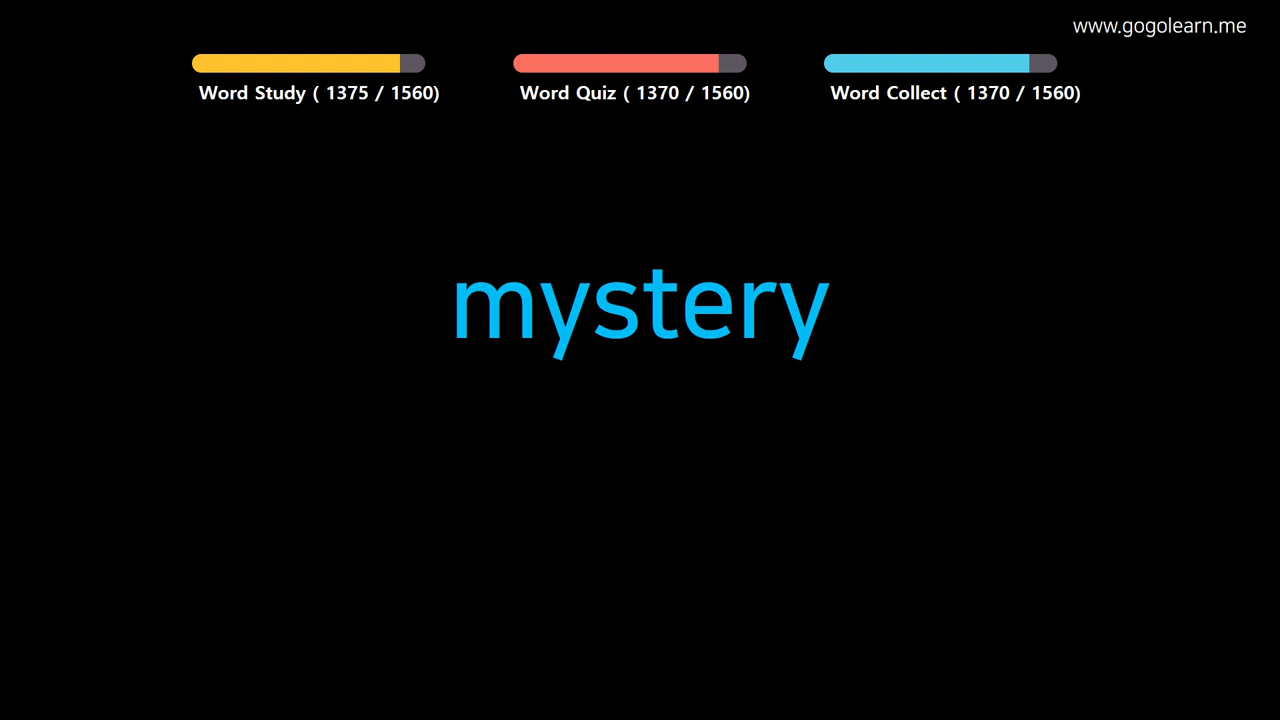 www.gogolearn.me
Word Study ( 1375 / 1560)
Word Quiz ( 1370 / 1560)
Word Collect ( 1370 / 1560)
mystery